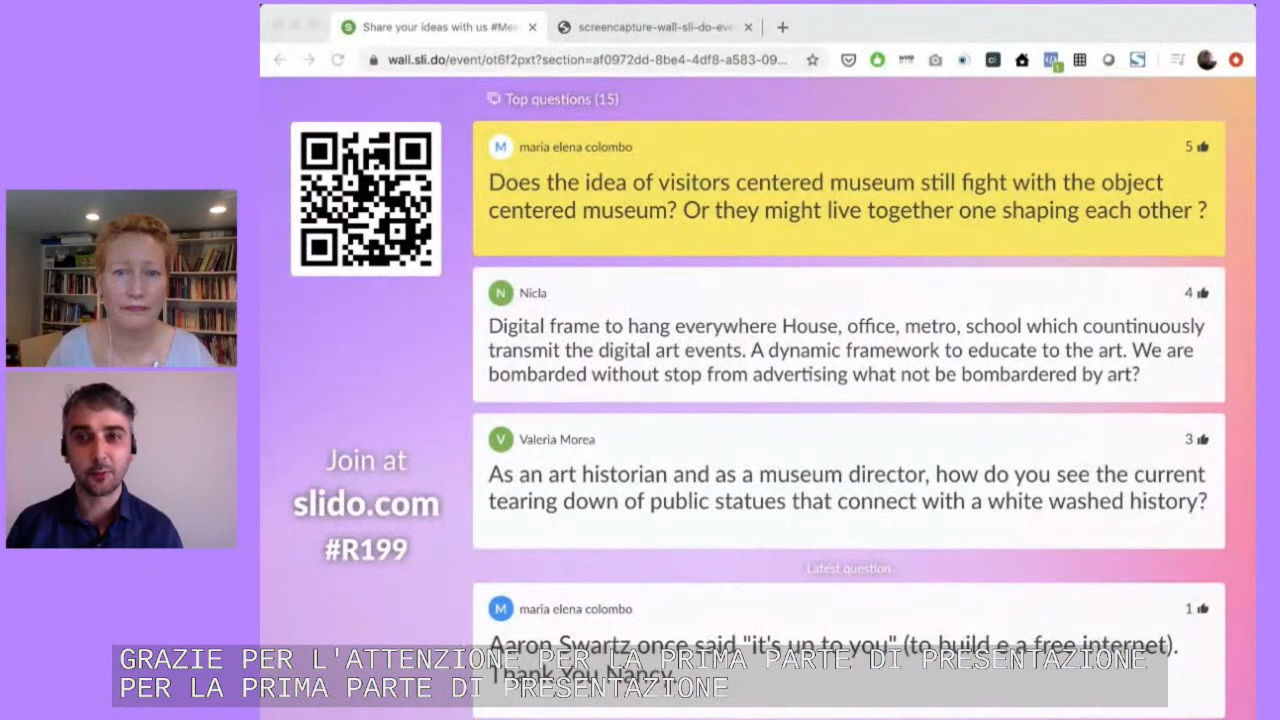 Share your ideas with us #Me
screencapture-wall-sli-do-eve
wall.sli.do/event/ot6f2pxt?section=af0972dd-8be4-4df8-a583-09...
Top questions (15)
M maria elena colombo 5
Does the idea of visitors centered museum still fight with the object
centered museum? Or they might live together one shaping each other ?
N Nicla 4
Digital frame to hang everywhere House, office, metro, school which countinuously
transmit the digital art events. A dynamic framework to educate to the art. We are
bombarded without stop from advertising what not be bombardered by art?
Join at
slido.com
#R199
V Valeria Morea 3
As an art historian and as a museum director, how do you see the current
tearing down of public statues that connect with a white washed history?
Latest question
M maria elena colombo 1
Aaron Swartz once said "it's up to you" (to build e a free internet).
Thank You Nancy
GRAZIE PER L'ATTENZIONE PER LA PRIMA PARTE DI PRESENTAZIONE
PER LA PRIMA PARTE DI PRESENTAZIONE